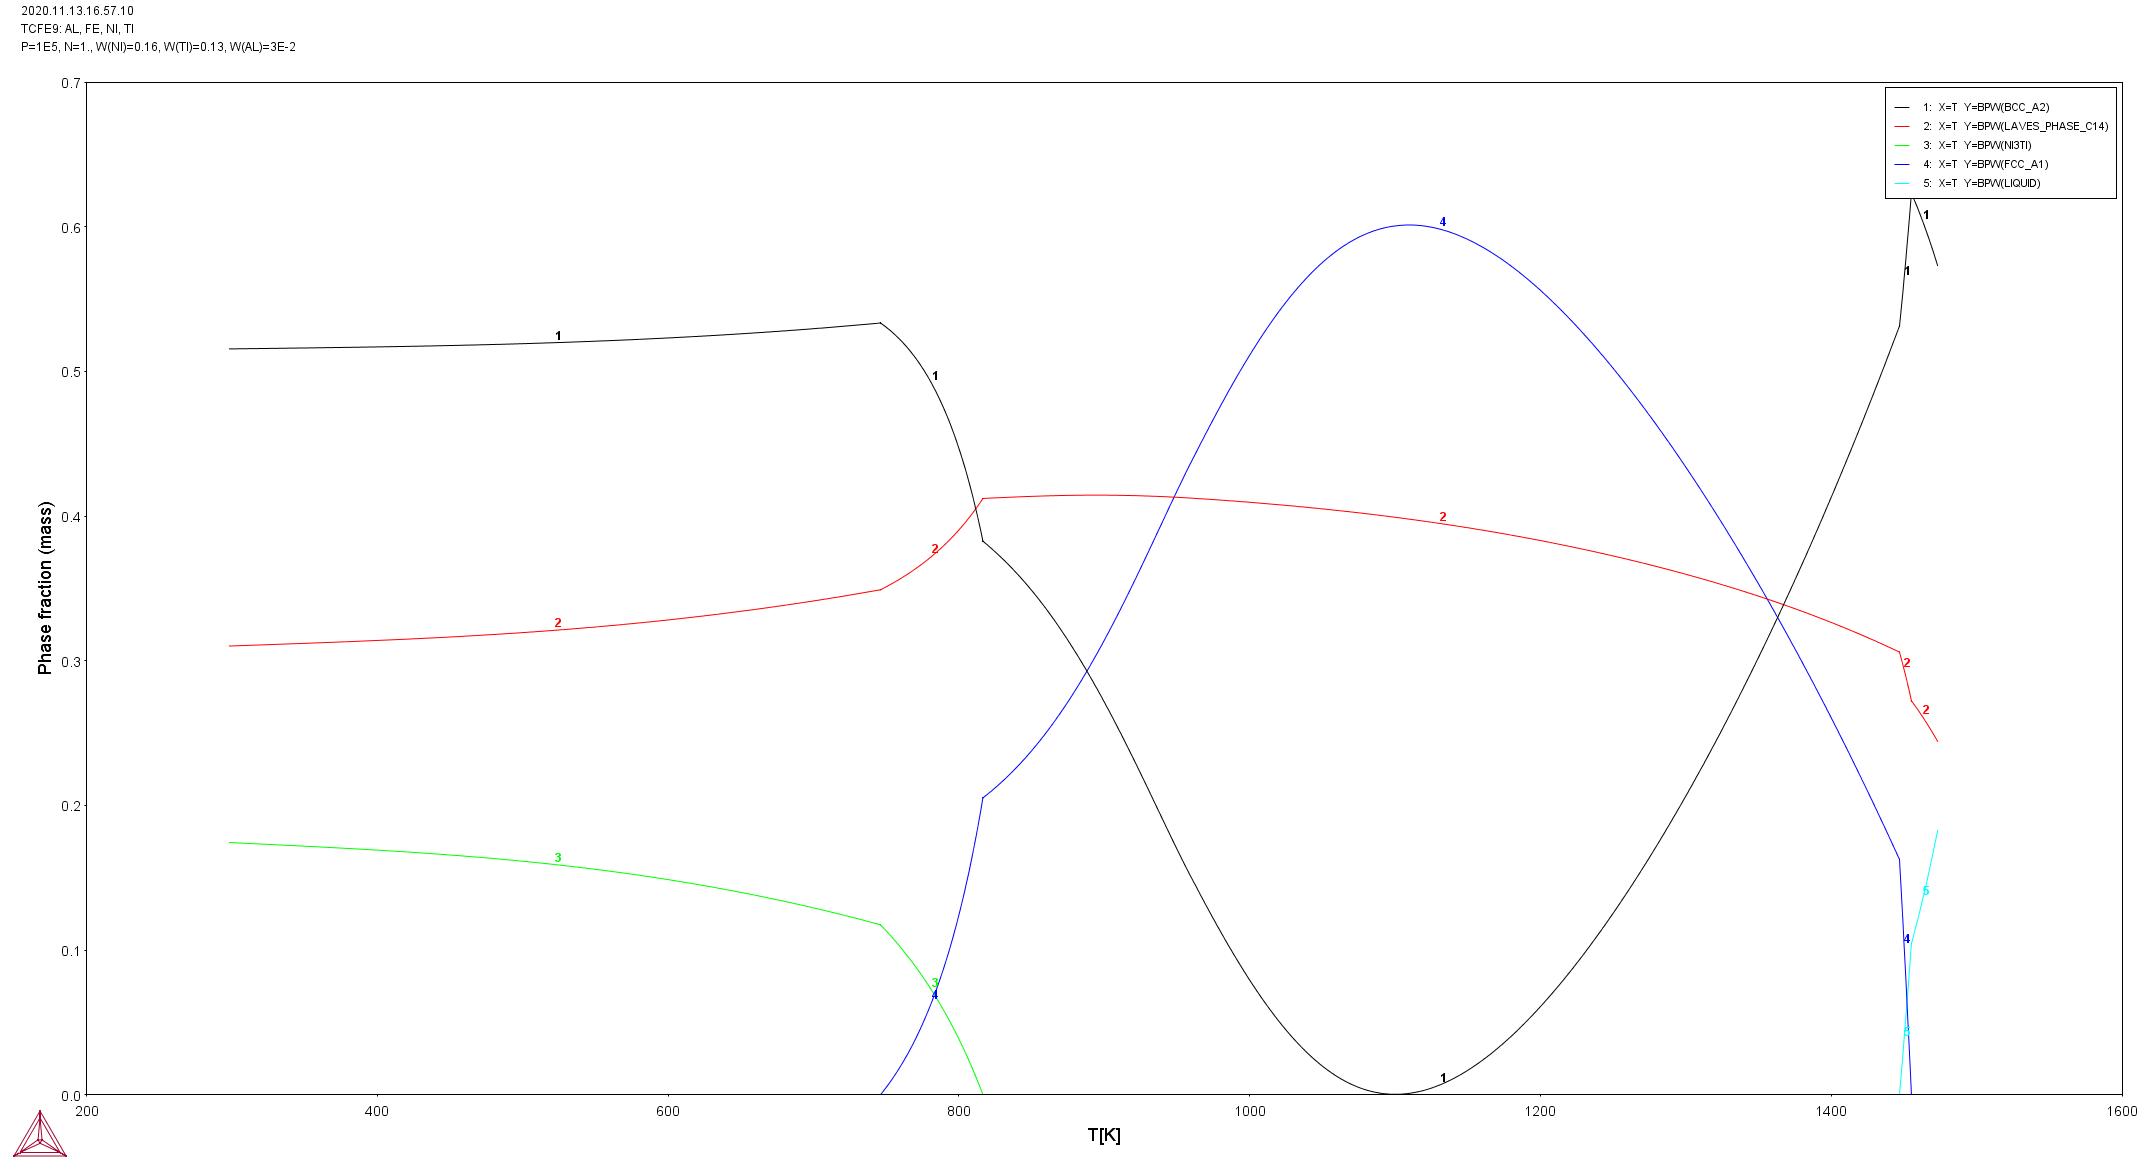 2020.11.13.16.57.10
TCFE9: AL, FE, NI, TI
P=1E5, N=1., W(NI)=0.16, W(TI)=0.13, W(AL)=3E-2
0.7
0.6
0.5
0.4
0.3
0.2
0.1
0.0
Phase fraction (mass)
1: X=T Y=BPW(BCC_A2)
2: X=T Y=BPW(LAVES_PHASE_C14)
3: X=T Y=BPW(NI3TI)
4: X=T Y=BPW(FCC_A1)
5: X=T Y=BPW(LIQUID)
1
1
4
1
1
2
2
2
2
2
3
3
4
4
5
5
1
200 400 600 800 1000 1200 1400 1600
T[K]